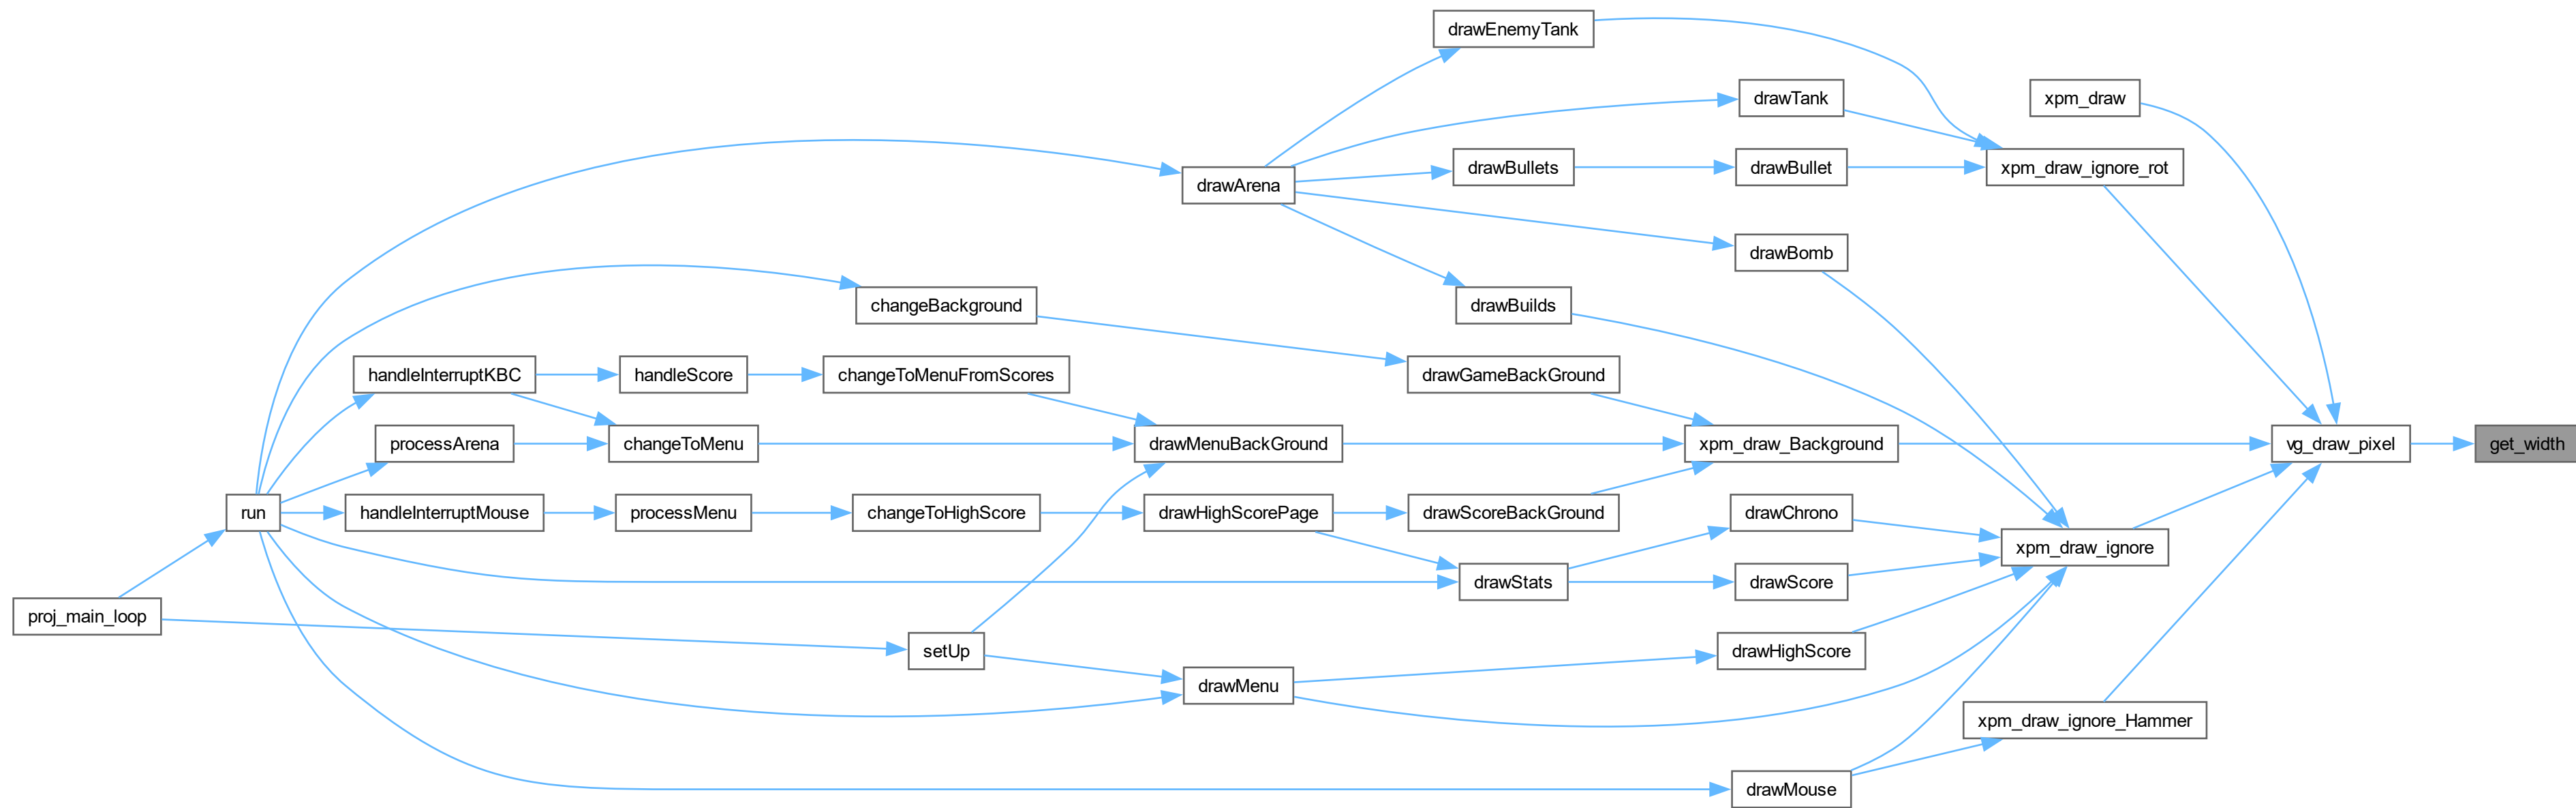 drawEnemyTank
drawTank
xpm_draw
drawArena
drawBullets
drawBullet
xpm_draw_ignore_rot
drawBomb
changeBackground
drawBuilds
handleInterruptKBC
handleScore
changeToMenuFromScores
drawGameBackGround
processArena
changeToMenu
drawMenuBackGround
xpm_draw_Background
vg_draw_pixel
get_width
run
handleInterruptMouse
processMenu
changeToHighScore
drawHighScorePage
drawScoreBackGround
drawChrono
xpm_draw_ignore
drawStats
drawScore
proj_main_loop
setUp
drawHighScore
drawMenu
xpm_draw_ignore_Hammer
drawMouse